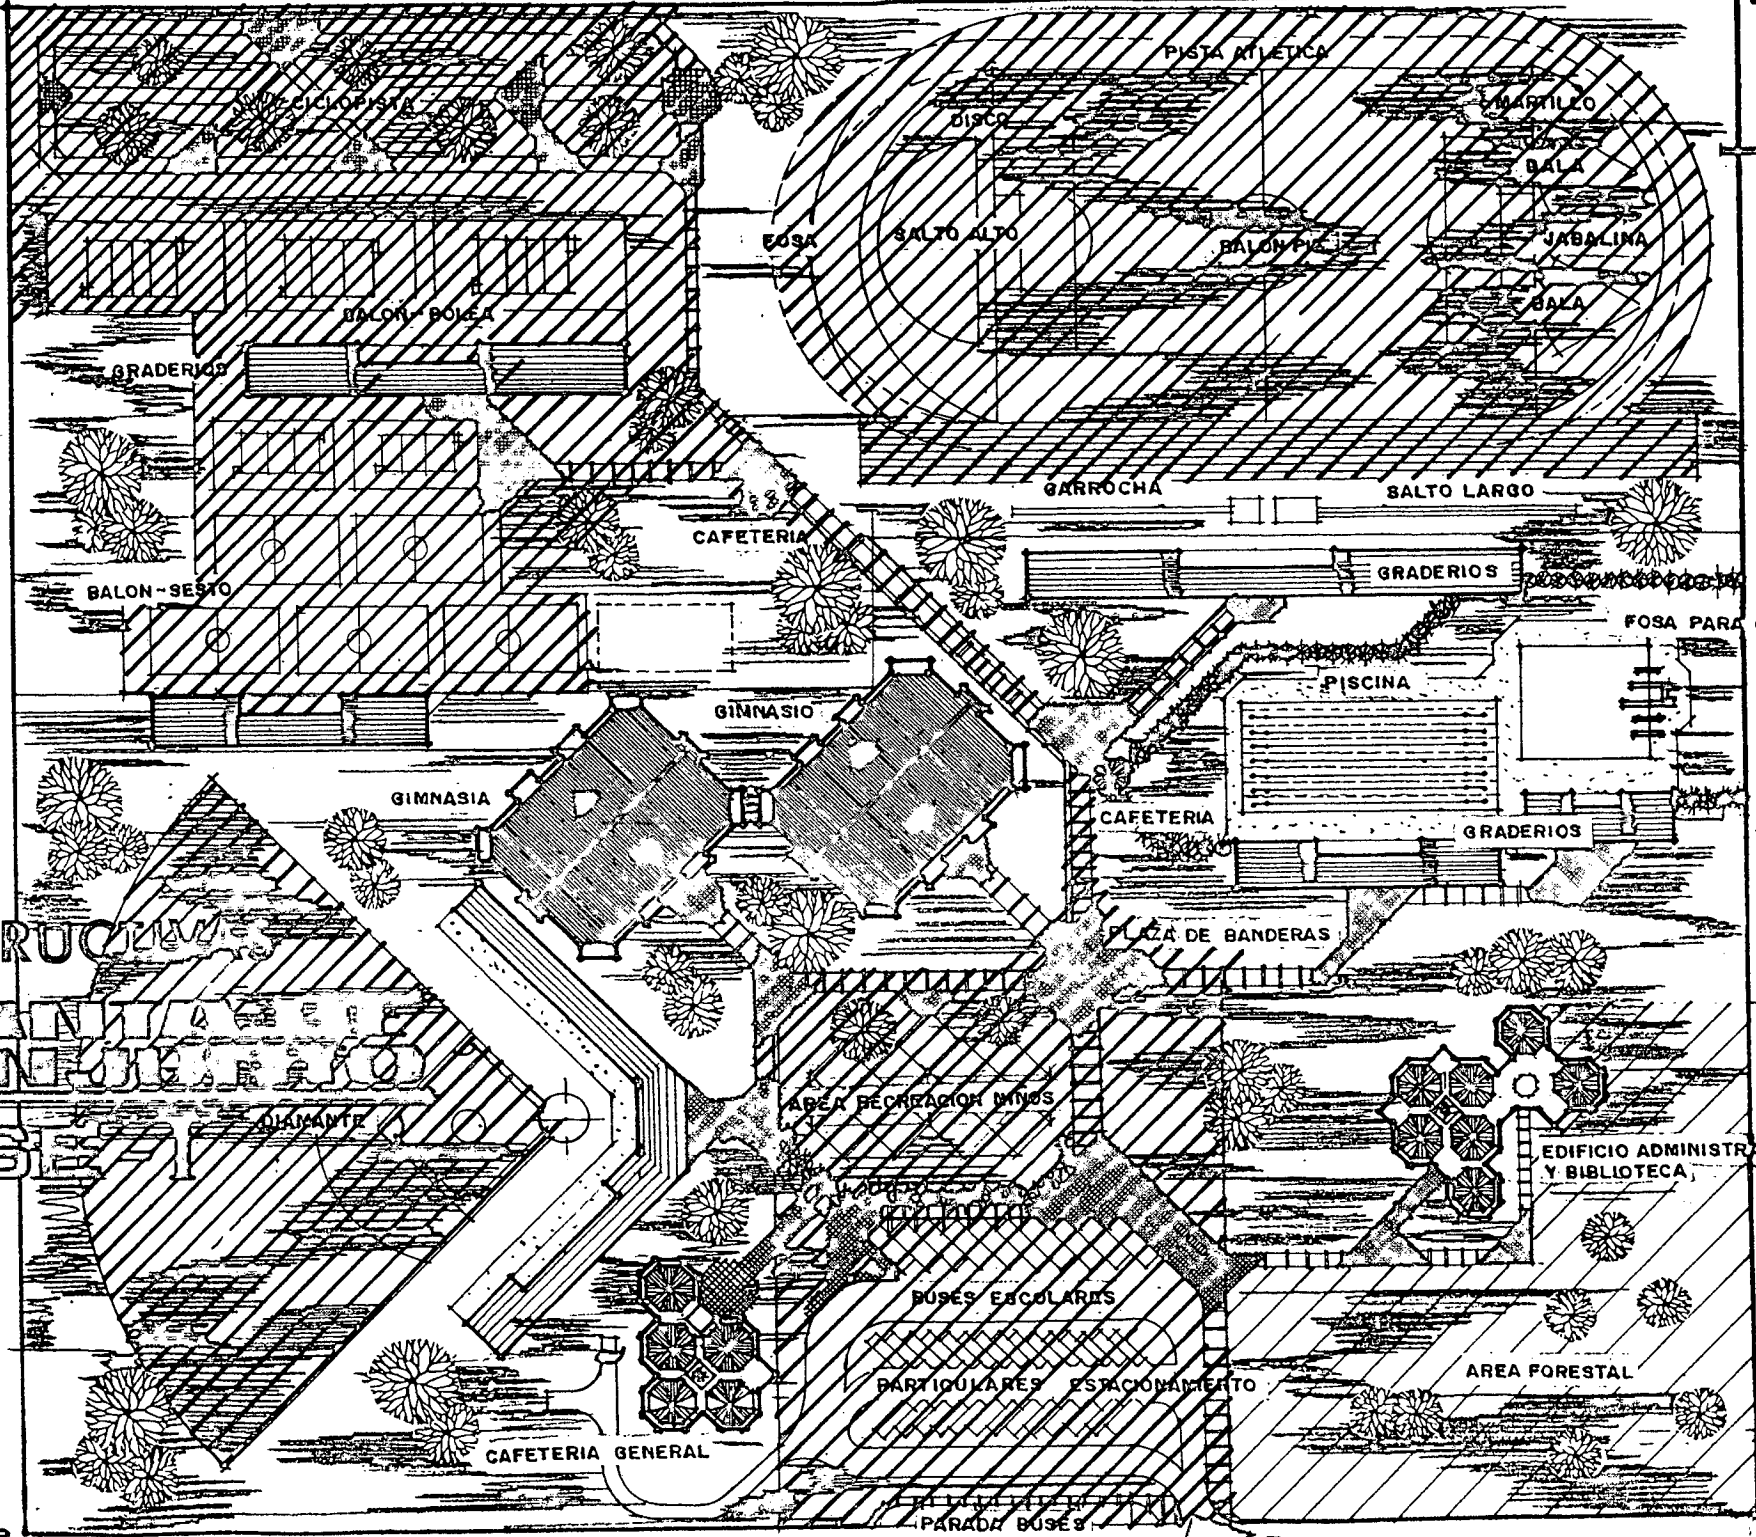 PISTA ATLETICA
CICLOPISTA
MARTILLO
DISCO
BALA
FOSA
SALTO ALTO
BALON PIE
JABALINA
BALA
BALON-BOLEA
GRADERIOS
GARROCHA
SALTO LARGO
CAFETERIA
GRADERIOS
BALON-SESTO
FOSA PARA
PISCINA
GIMNASIO
GIMNASIA
CAFETERIA
GRADERIOS
PLAZA DE BANDERAS
AREA RECREACION NIÑOS
DIAMANTE
EDIFICIO ADMINISTR
Y BIBLIOTECA
BUSES ESCOLARES
AREA FORESTAL
PARTICULARES ESTACIONAMIENTO
CAFETERIA GENERAL
PARADA BUSES